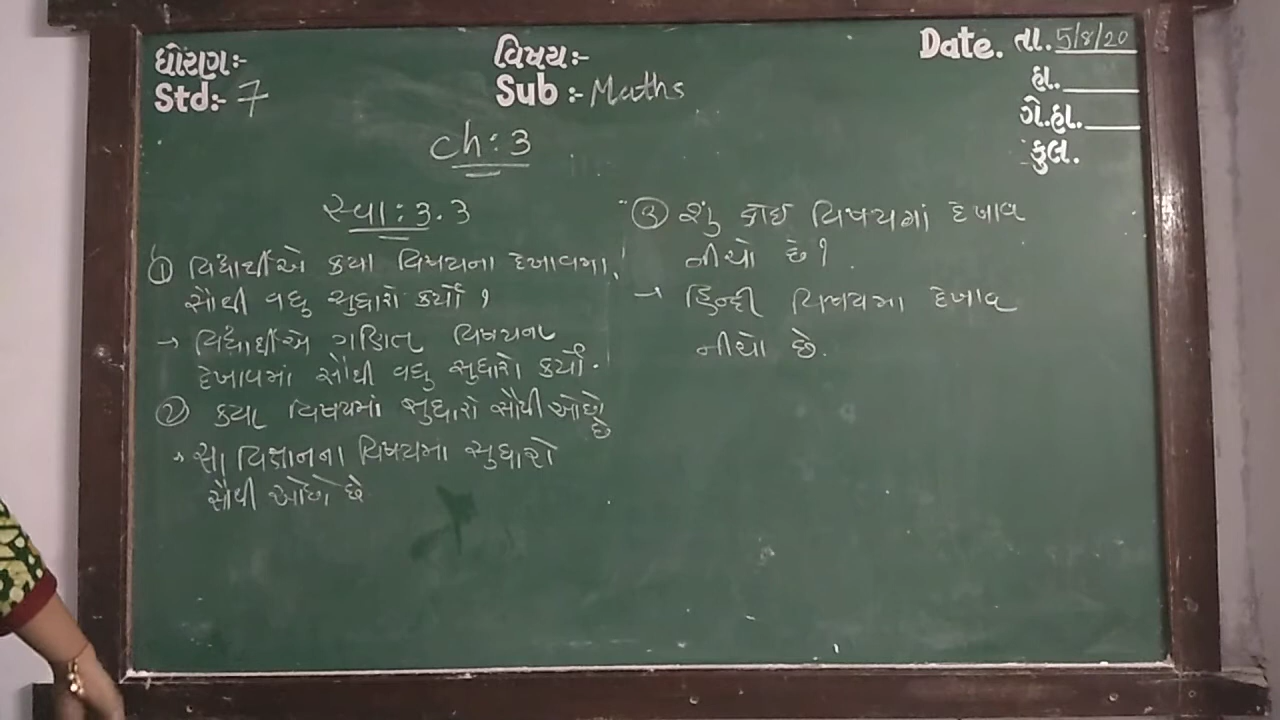 ધોરણ:-
Std:- 7
વિષય:-
Sub :- Maths
Date. તા. 5/8/20
હા.
ગે.હા.
કુલ.
ch: 3
સ્વા: 3.3
① વિદ્યાર્થીએ કયા વિષયના દેખાવમાં
સૌથી વધુ સુધારો કર્યો ?
→ વિદ્યાર્થીએ ગણિત વિષયના
દેખાવમાં સૌથી વધુ સુધારો કર્યો.
② કયા વિષયમાં સુધારો સૌથી ઓછો
છે
→ સા વિજ્ઞાનના વિષયમાં સુધારો
સૌથી ઓછો છે
③ શું કોઈ વિષયમાં દેખાવ
નીચો છે ?
→ હિન્દી વિષયમા દેખાવ
નીચો છે.